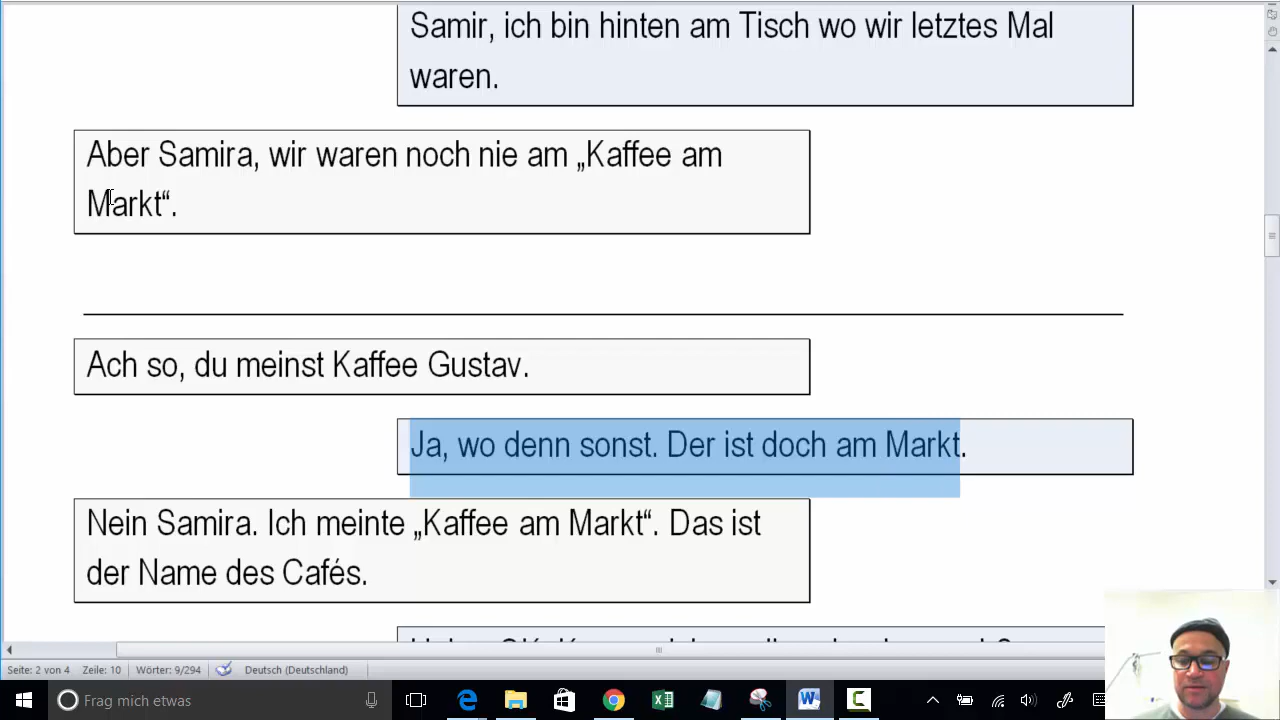 Samir, ich bin hinten am Tisch wo wir letztes Mal
waren.
Aber Samira, wir waren noch nie am „Kaffee am
Markt“.
Ach so, du meinst Kaffee Gustav.
Ja, wo denn sonst. Der ist doch am Markt.
Nein Samira. Ich meinte „Kaffee am Markt“. Das ist
der Name des Cafés.
Seite: 2 von 4 Zeile: 10 Wörter: 9/294 Deutsch (Deutschland)
Frag mich etwas